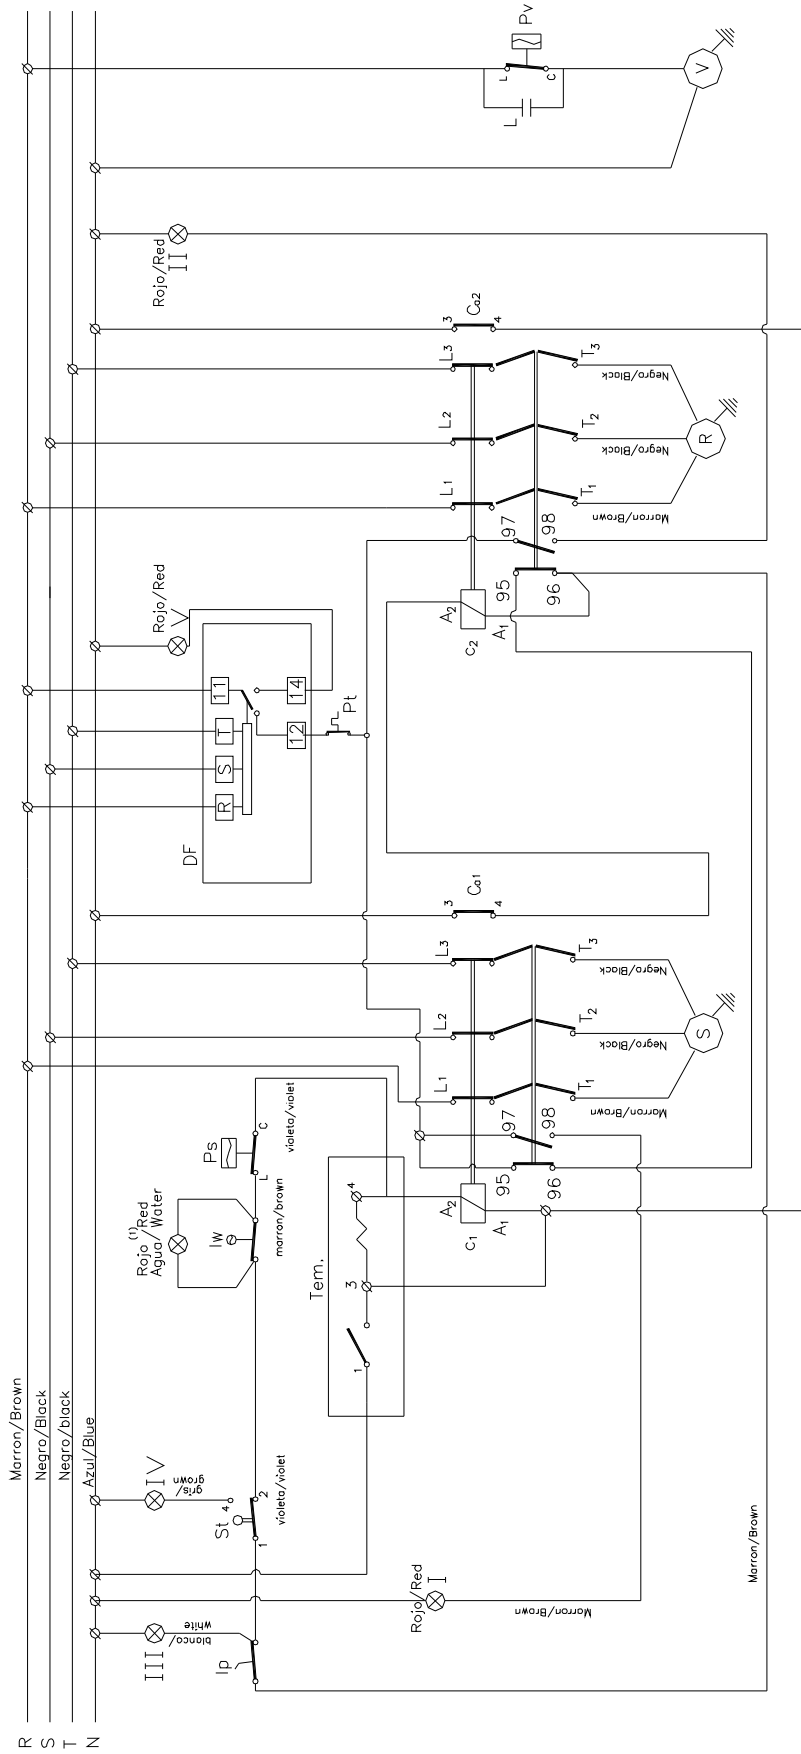 R
S
T
N
Marron/Brown
Negro/Black
Negro/black
Azul/Blue
III
blanco/
white
Ip
IV
gris/
grown
St
4
1
2
violeta/violet
Rojo/Red
I
Marron/Brown
Marron/Brown
Rojo/Red
(1)
Agua/Water
IW
marron/brown
Ps
L
C
violeta/violet
Tem.
1
3
4
A2
C1
A1
95
96
97
98
L1
L2
L3
T1
T2
T3
Marron/Brown
Negro/Black
Negro/Black
S
3
4
Ca1
DF
R
S
T
11
12
14
Pt
Rojo/Red
V
A2
C2
A1
95
96
97
98
L1
L2
L3
T1
T2
T3
Marron/Brown
Negro/Black
Negro/Black
R
3
4
Ca2
Rojo/Red
II
L
L
C
Pv
V